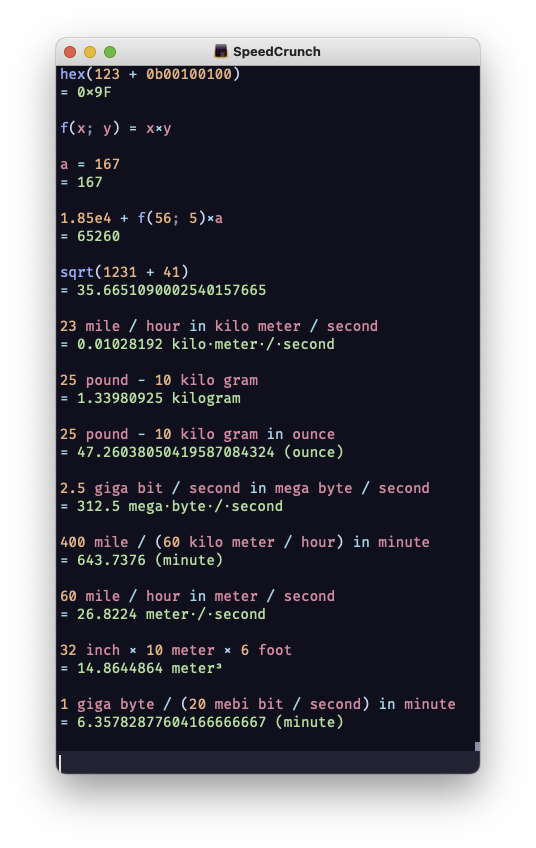 SpeedCrunch
hex(123 + 0b00100100)
= 0×9F
f(x; y) = x×y
a = 167
= 167
1.85e4 + f(56; 5)×a
= 65260
sqrt(1231 + 41)
= 35.6651090002540157665
23 mile / hour in kilo meter / second
= 0.01028192 kilo·meter·/·second
25 pound - 10 kilo gram
= 1.33980925 kilogram
25 pound - 10 kilo gram in ounce
= 47.26038050419587084324 (ounce)
2.5 giga bit / second in mega byte / second
= 312.5 mega·byte·/·second
400 mile / (60 kilo meter / hour) in minute
= 643.7376 (minute)
60 mile / hour in meter / second
= 26.8224 meter·/·second
32 inch × 10 meter × 6 foot
= 14.8644864 meter³
1 giga byte / (20 mebi bit / second) in minute
= 6.35782877604166666667 (minute)